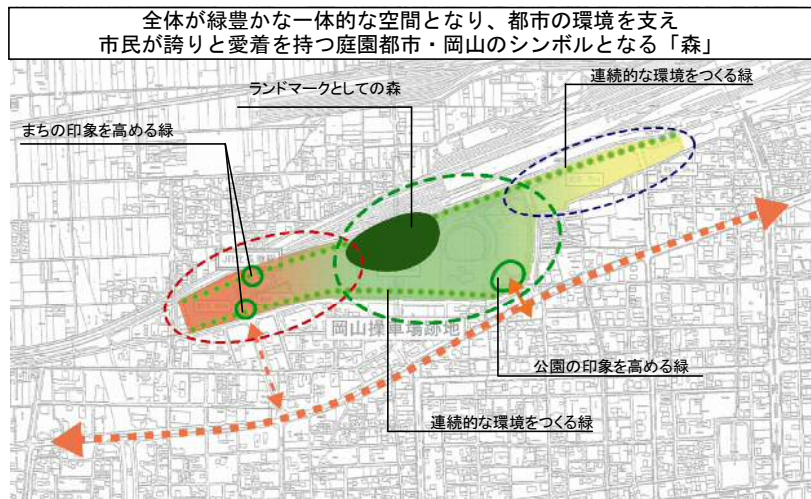 全体が緑豊かな一体的な空間となり、都市の環境を支え
市民が誇りと愛着を持つ庭園都市・岡山のシンボルとなる「森」
ランドマークとしての森
連続的な環境をつくる緑
まちの印象を高める緑
岡山操車場跡地
公園の印象を高める緑
連続的な環境をつくる緑